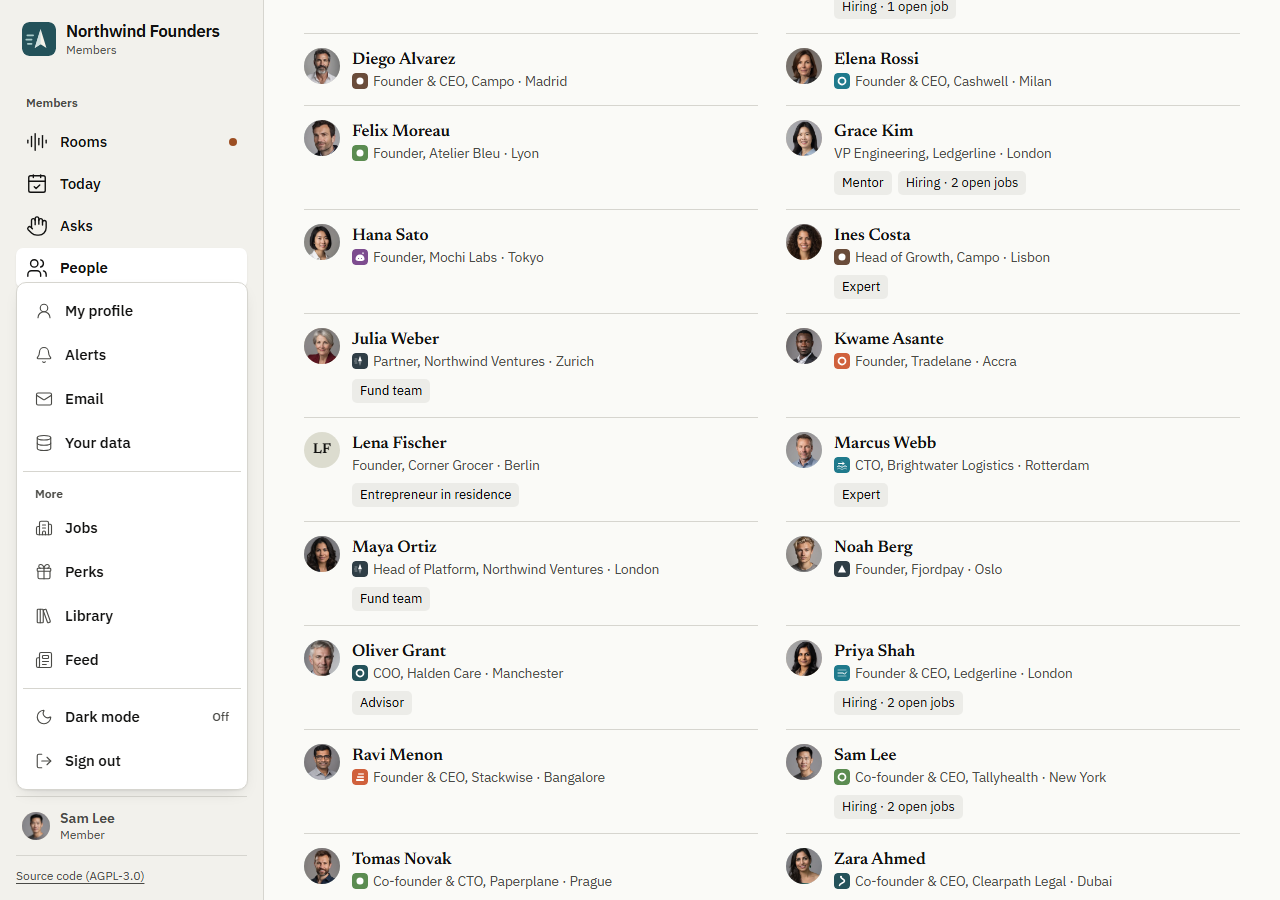 Northwind Founders
Members
Members
Rooms
Today
Asks
People
My profile
Alerts
Email
Your data
More
Jobs
Perks
Library
Feed
Dark mode Off
Sign out
Sam Lee
Member
Source code (AGPL-3.0)
Hiring · 1 open job
Diego Alvarez
Founder & CEO, Campo · Madrid
Elena Rossi
Founder & CEO, Cashwell · Milan
Felix Moreau
Founder, Atelier Bleu · Lyon
Grace Kim
VP Engineering, Ledgerline · London
Mentor Hiring · 2 open jobs
Hana Sato
Founder, Mochi Labs · Tokyo
Ines Costa
Head of Growth, Campo · Lisbon
Expert
Julia Weber
Partner, Northwind Ventures · Zurich
Fund team
Kwame Asante
Founder, Tradelane · Accra
LF
Lena Fischer
Founder, Corner Grocer · Berlin
Entrepreneur in residence
Marcus Webb
CTO, Brightwater Logistics · Rotterdam
Expert
Maya Ortiz
Head of Platform, Northwind Ventures · London
Fund team
Noah Berg
Founder, Fjordpay · Oslo
Oliver Grant
COO, Halden Care · Manchester
Advisor
Priya Shah
Founder & CEO, Ledgerline · London
Hiring · 2 open jobs
Ravi Menon
Founder & CEO, Stackwise · Bangalore
Sam Lee
Co-founder & CEO, Tallyhealth · New York
Hiring · 2 open jobs
Tomas Novak
Co-founder & CTO, Paperplane · Prague
Zara Ahmed
Co-founder & CEO, Clearpath Legal · Dubai